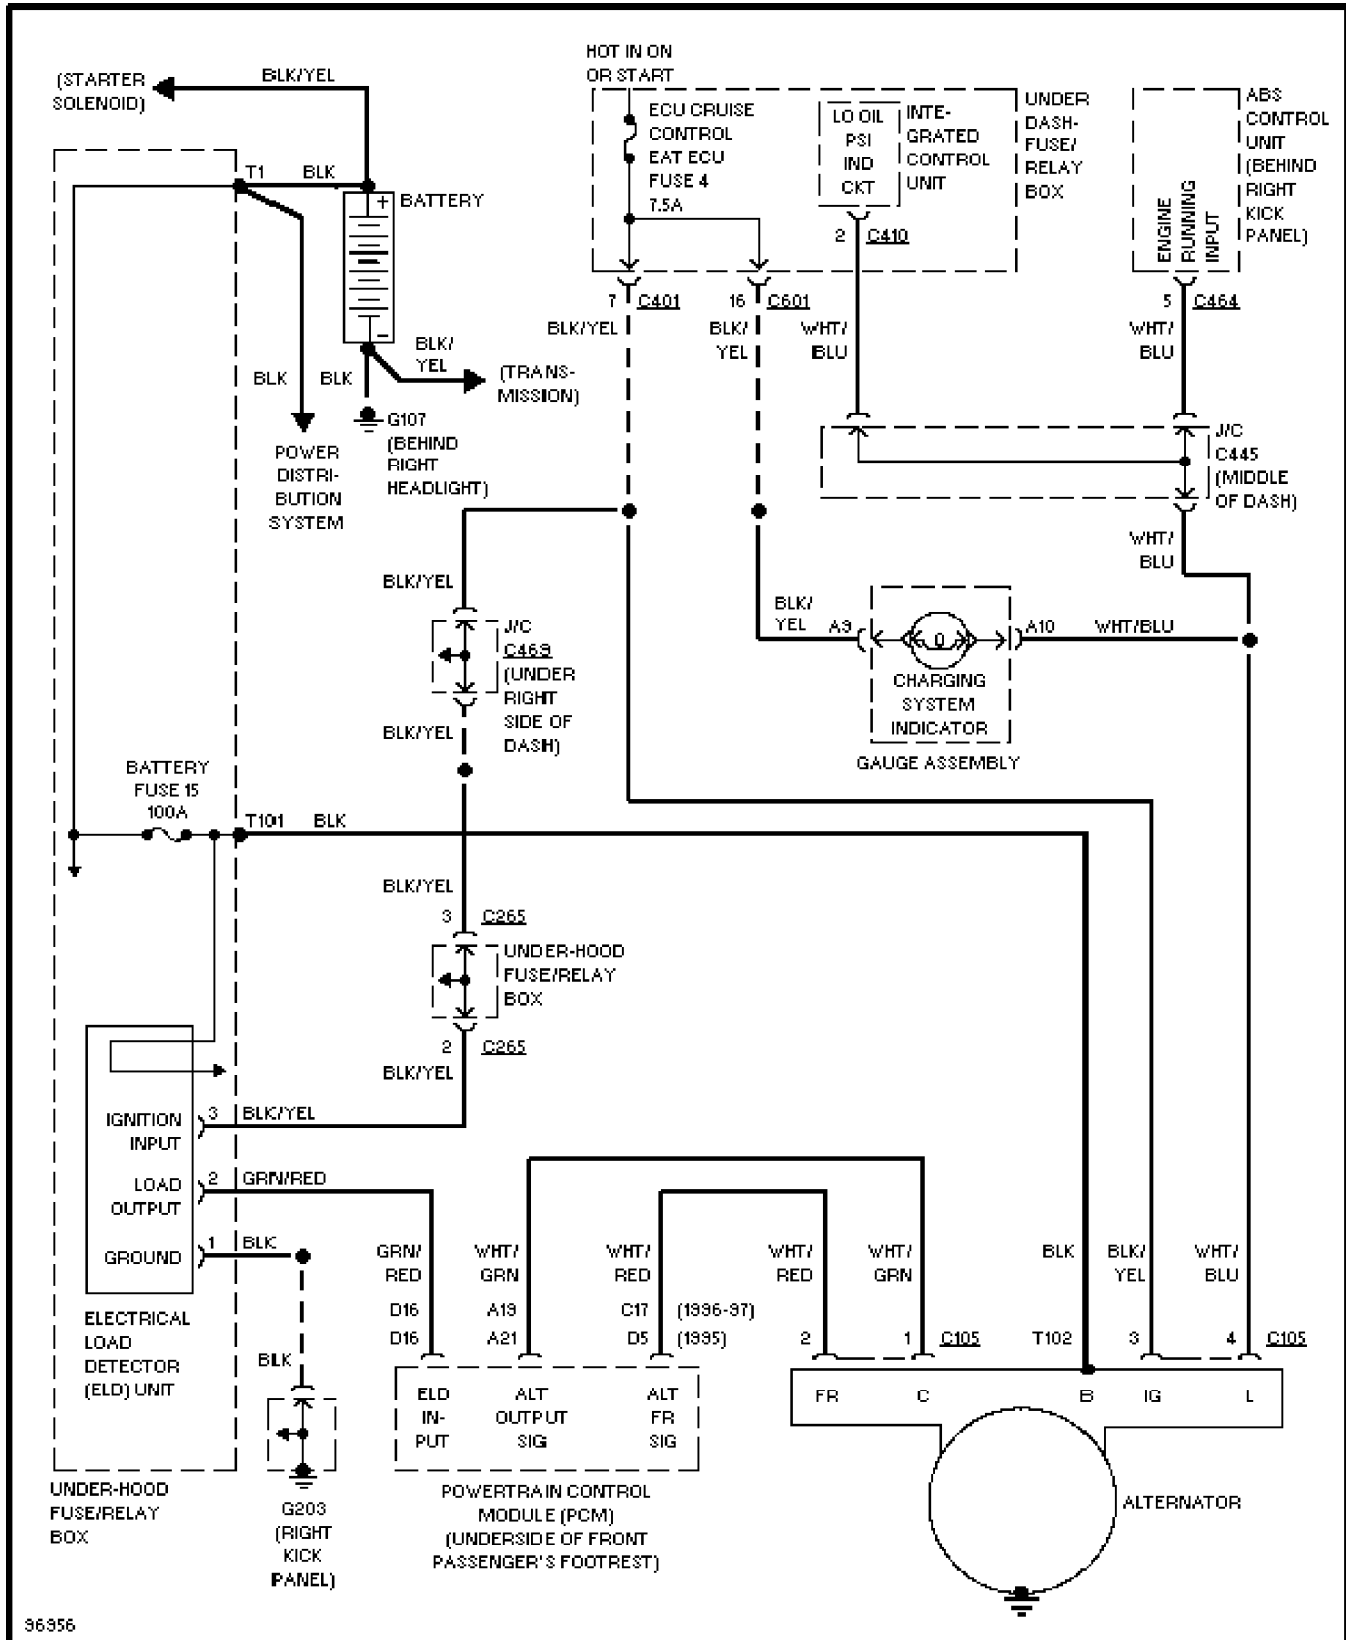 HOT IN ON
OR START
(STARTER
SOLENOID)
BLK/YEL
T1
BLK
BATTERY
+
-
BLK/
YEL
(TRANS-
MISSION)
BLK
BLK
G107
(BEHIND
RIGHT
HEADLIGHT)
POWER
DISTRI-
BUTION
SYSTEM
ECU CRUISE
CONTROL
EAT ECU
FUSE 4
7.5A
LO OIL
PSI
IND
CKT
INTE-
GRATED
CONTROL
UNIT
UNDER
DASH-
FUSE/
RELAY
BOX
ENGINE
RUNNING
INPUT
ABS
CONTROL
UNIT
(BEHIND
RIGHT
KICK
PANEL)
2 C410
7 C401
16 C601
5 C464
BLK/YEL
BLK/
YEL
WHT/
BLU
WHT/
BLU
J/C
C445
(MIDDLE
OF DASH)
WHT/
BLU
BLK/YEL
J/C
C469
(UNDER
RIGHT
SIDE OF
DASH)
BLK/YEL
BLK/
YEL
A9
A10
WHT/BLU
CHARGING
SYSTEM
INDICATOR
GAUGE ASSEMBLY
BATTERY
FUSE 15
100A
T101
BLK
BLK/YEL
3 C265
UNDER-HOOD
FUSE/RELAY
BOX
2 C265
BLK/YEL
IGNITION
INPUT
3
BLK/YEL
LOAD
OUTPUT
2
GRN/RED
GROUND
1
BLK
ELECTRICAL
LOAD
DETECTOR
(ELD) UNIT
BLK
G203
(RIGHT
KICK
PANEL)
UNDER-HOOD
FUSE/RELAY
BOX
GRN/
RED
WHT/
GRN
WHT/
RED
WHT/
RED
WHT/
GRN
BLK
BLK/
YEL
WHT/
BLU
D16 A19 C17 (1996-97)
D16 A21 D5 (1995)
2 1 C105 T102 3 4 C105
ELD
IN-
PUT
ALT
OUTPUT
SIG
ALT
FR
SIG
POWERTRAIN CONTROL
MODULE (PCM)
(UNDERSIDE OF FRONT
PASSENGER'S FOOTREST)
FR C B IG L
ALTERNATOR
96956